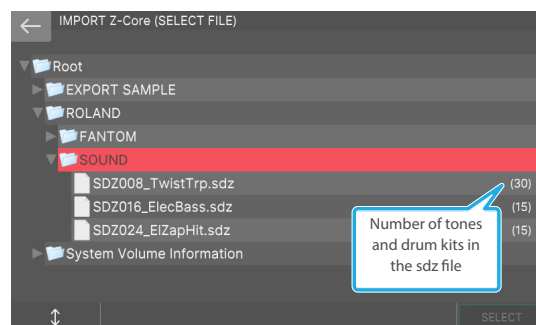 IMPORT Z-Core (SELECT FILE)
Root
EXPORT SAMPLE
ROLAND
FANTOM
SOUND
SDZ008_TwistTrp.sdz (30)
SDZ016_ElecBass.sdz (15)
SDZ024_ElZapHit.sdz (15)
System Volume Information
Number of tones
and drum kits in
the sdz file
SELECT